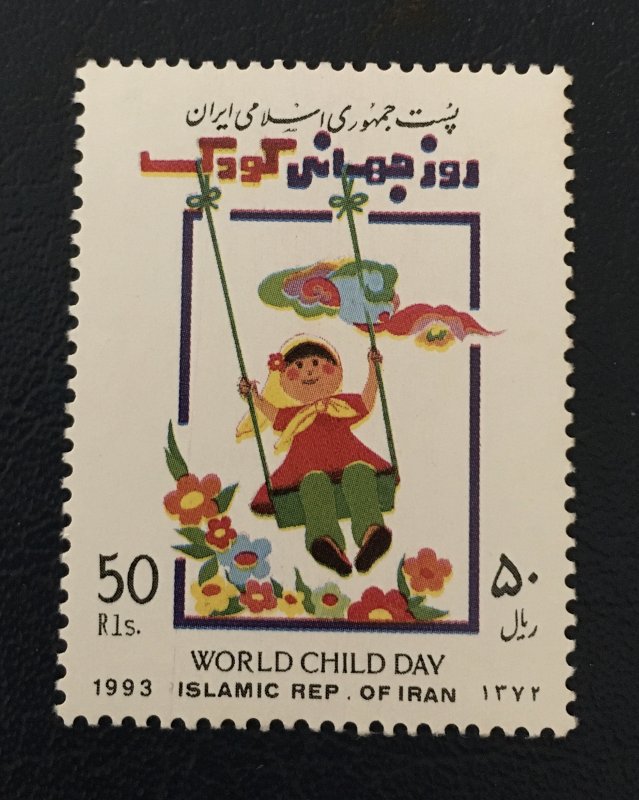 پست جمهوری اسلامی ایران
روز جهانی کودک
50 ۵۰
Rls. ریال
WORLD CHILD DAY
1993 ISLAMIC REP. OF IRAN ۱۳۷۲